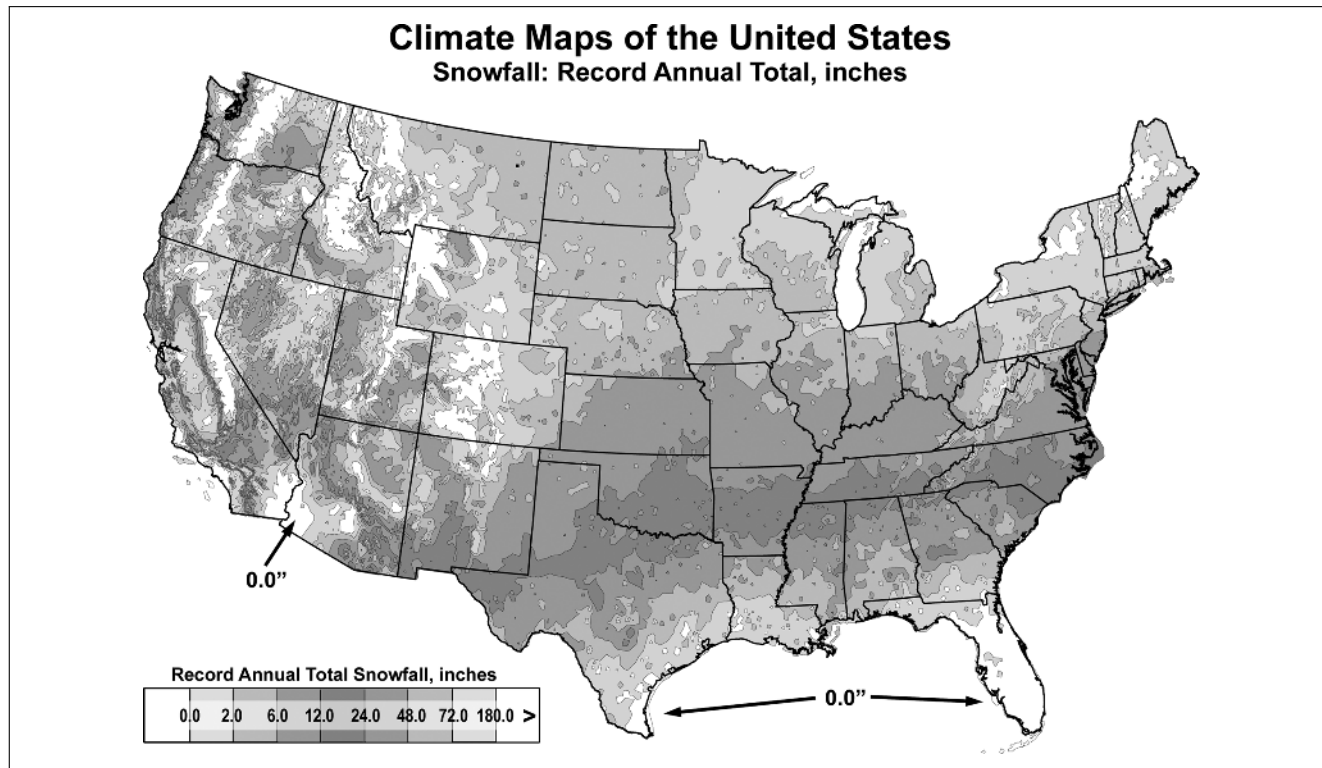 Climate Maps of the United States
Snowfall: Record Annual Total, inches
0.0”
0.0”
Record Annual Total Snowfall, inches
0.0 2.0 6.0 12.0 24.0 48.0 72.0 180.0 >